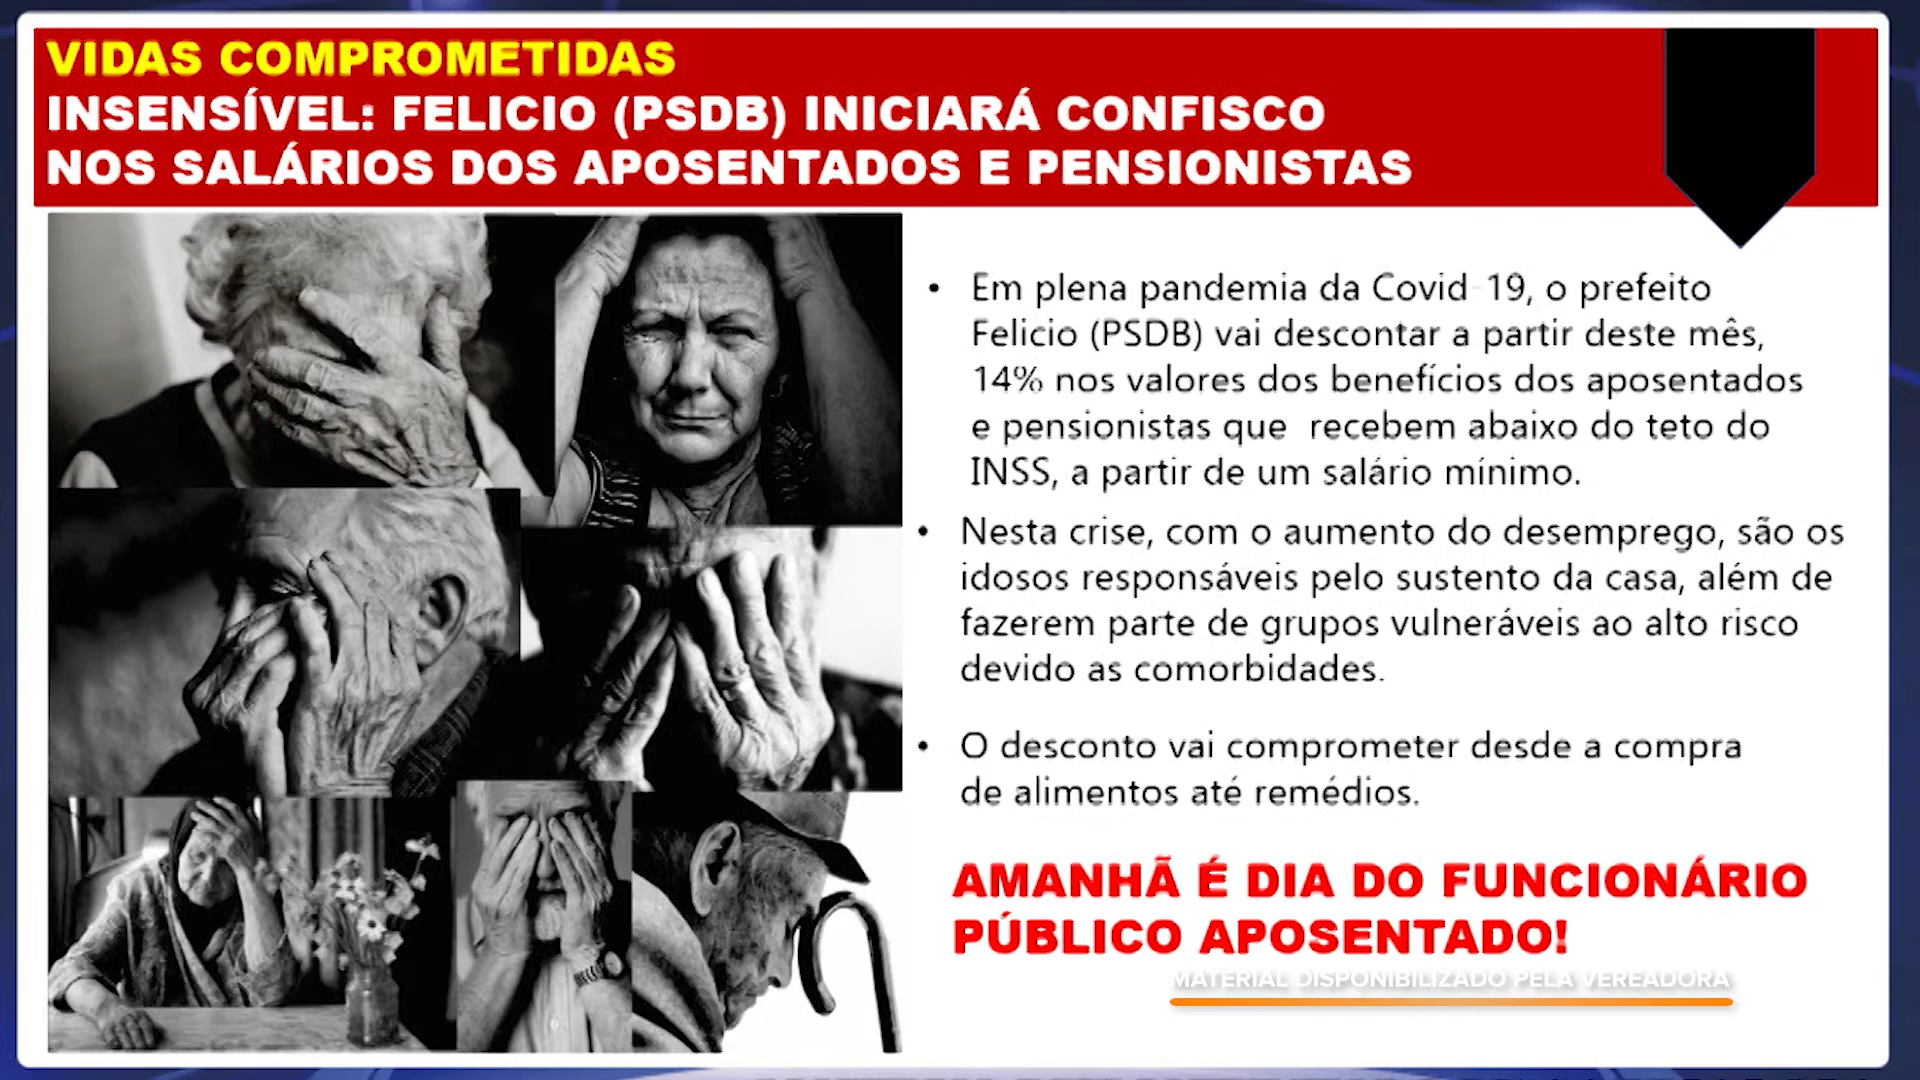 VIDAS COMPROMETIDAS
INSENSÍVEL: FELICIO (PSDB) INICIARÁ CONFISCO
NOS SALÁRIOS DOS APOSENTADOS E PENSIONISTAS
• Em plena pandemia da Covid-19, o prefeito
Felicio (PSDB) vai descontar a partir deste mês,
14% nos valores dos benefícios dos aposentados
e pensionistas que recebem abaixo do teto do
INSS, a partir de um salário mínimo.
• Nesta crise, com o aumento do desemprego, são os
idosos responsáveis pelo sustento da casa, além de
fazerem parte de grupos vulneráveis ao alto risco
devido as comorbidades.
• O desconto vai comprometer desde a compra
de alimentos até remédios.
AMANHÃ É DIA DO FUNCIONÁRIO
PÚBLICO APOSENTADO!
MATERIAL DISPONIBILIZADO PELA VEREADORA